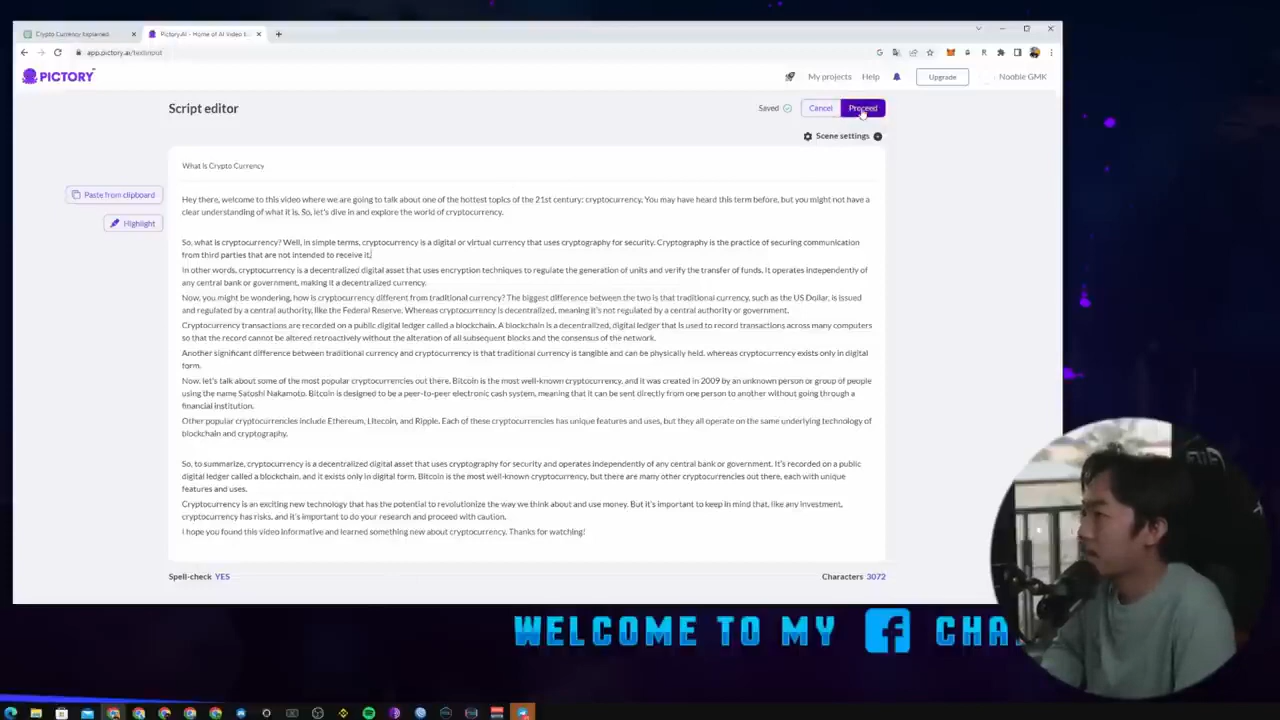 Crypto Currency Explained
Pictory.AI - Home of AI Video E
app.pictory.ai/textinput
PICTORY
My projects
Help
Upgrade
Noobie GMK
Script editor
Saved
Cancel
Proceed
Scene settings
What is Crypto Currency
Paste from clipboard
Highlight
Hey there, welcome to this video where we are going to talk about one of the hottest topics of the 21st century: cryptocurrency. You may have heard this term before, but you might not have a
clear understanding of what it is. So, let's dive in and explore the world of cryptocurrency.
So, what is cryptocurrency? Well, in simple terms, cryptocurrency is a digital or virtual currency that uses cryptography for security. Cryptography is the practice of securing communication
from third parties that are not intended to receive it.
In other words, cryptocurrency is a decentralized digital asset that uses encryption techniques to regulate the generation of units and verify the transfer of funds. It operates independently of
any central bank or government, making it a decentralized currency.
Now, you might be wondering, how is cryptocurrency different from traditional currency? The biggest difference between the two is that traditional currency, such as the US Dollar, is issued
and regulated by a central authority, like the Federal Reserve. Whereas cryptocurrency is decentralized, meaning it's not regulated by a central authority or government.
Cryptocurrency transactions are recorded on a public digital ledger called a blockchain. A blockchain is a decentralized, digital ledger that is used to record transactions across many computers
so that the record cannot be altered retroactively without the alteration of all subsequent blocks and the consensus of the network.
Another significant difference between traditional currency and cryptocurrency is that traditional currency is tangible and can be physically held, whereas cryptocurrency exists only in digital
form.
Now, let's talk about some of the most popular cryptocurrencies out there. Bitcoin is the most well-known cryptocurrency, and it was created in 2009 by an unknown person or group of people
using the name Satoshi Nakamoto. Bitcoin is designed to be a peer-to-peer electronic cash system, meaning that it can be sent directly from one person to another without going through a
financial institution.
Other popular cryptocurrencies include Ethereum, Litecoin, and Ripple. Each of these cryptocurrencies has unique features and uses, but they all operate on the same underlying technology of
blockchain and cryptography.
So, to summarize, cryptocurrency is a decentralized digital asset that uses cryptography for security and operates independently of any central bank or government. It's recorded on a public
digital ledger called a blockchain, and it exists only in digital form. Bitcoin is the most well-known cryptocurrency, but there are many other cryptocurrencies out there, each with unique
features and uses.
Cryptocurrency is an exciting new technology that has the potential to revolutionize the way we think about and use money. But it's important to keep in mind that, like any investment,
cryptocurrency has risks, and it's important to do your research and proceed with caution.
I hope you found this video informative and learned something new about cryptocurrency. Thanks for watching!
Spell-check YES
Characters 3072
WELCOME TO MY f CHA